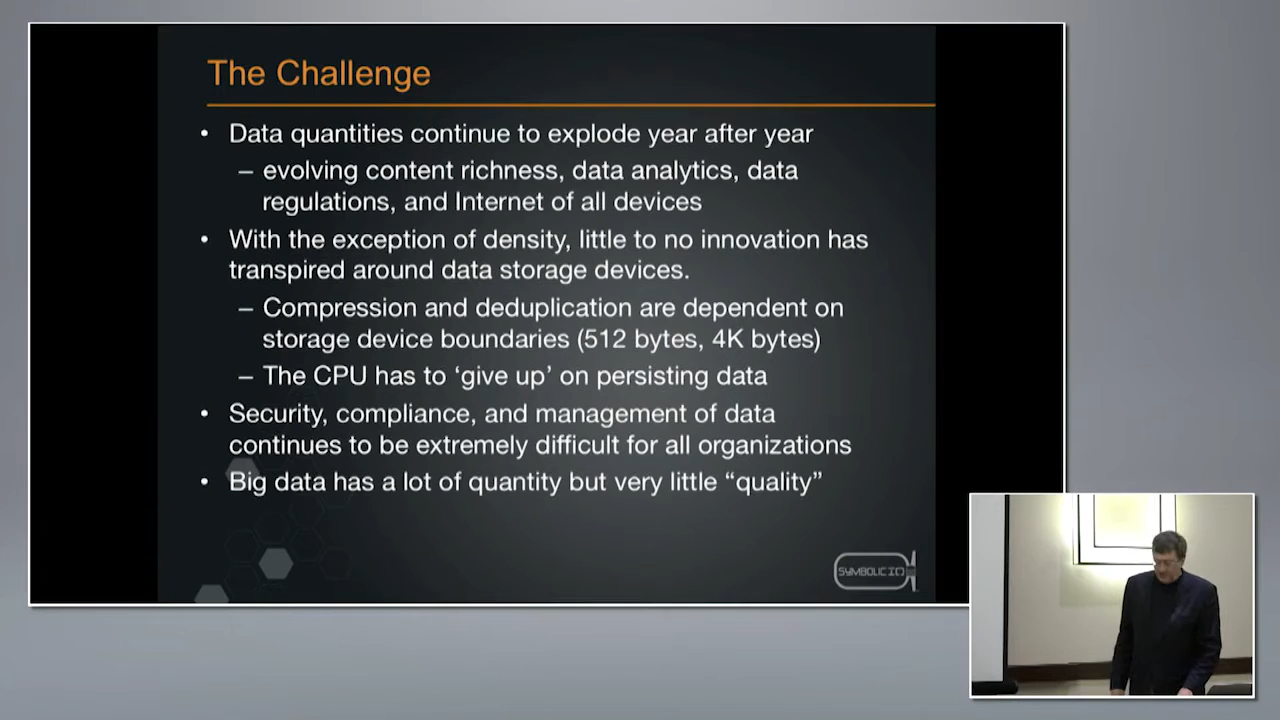 The Challenge
• Data quantities continue to explode year after year
– evolving content richness, data analytics, data
regulations, and Internet of all devices
• With the exception of density, little to no innovation has
transpired around data storage devices.
– Compression and deduplication are dependent on
storage device boundaries (512 bytes, 4K bytes)
– The CPU has to ‘give up’ on persisting data
• Security, compliance, and management of data
continues to be extremely difficult for all organizations
• Big data has a lot of quantity but very little “quality”
SYMBOLIC IO